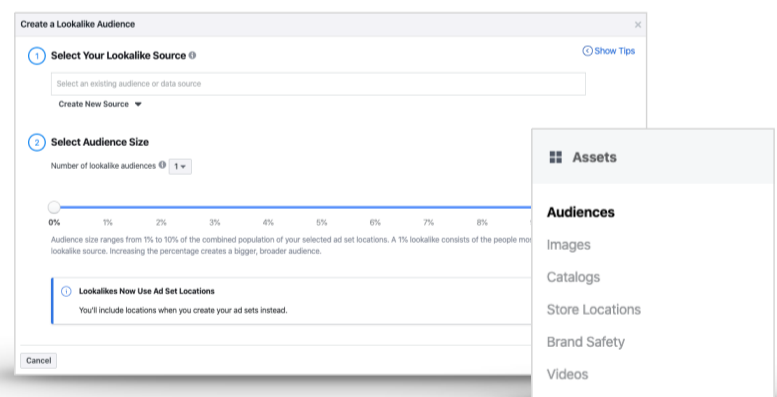 Create a Lookalike Audience
×
1 Select Your Lookalike Source
Show Tips
Select an existing audience or data source
Create New Source
2 Select Audience Size
Number of lookalike audiences 1
0% 1% 2% 3% 4% 5% 6% 7% 8%
Audience size ranges from 1% to 10% of the combined population of your selected ad set locations. A 1% lookalike consists of the people
lookalike source. Increasing the percentage creates a bigger, broader audience.
Lookalikes Now Use Ad Set Locations
You'll include locations when you create your ad sets instead.
Cancel
Assets
Audiences
Images
Catalogs
Store Locations
Brand Safety
Videos